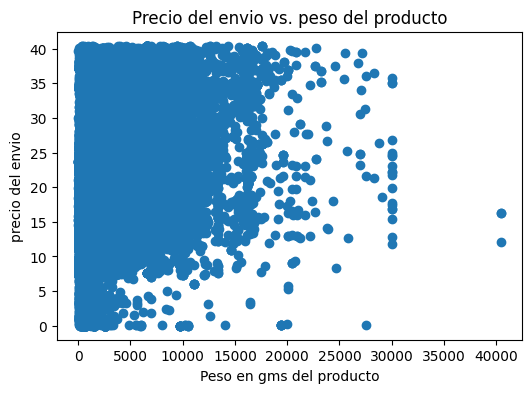 Precio del envio vs. peso del producto
precio del envio
40
35
30
25
20
15
10
5
0
0 5000 10000 15000 20000 25000 30000 35000 40000
Peso en gms del producto